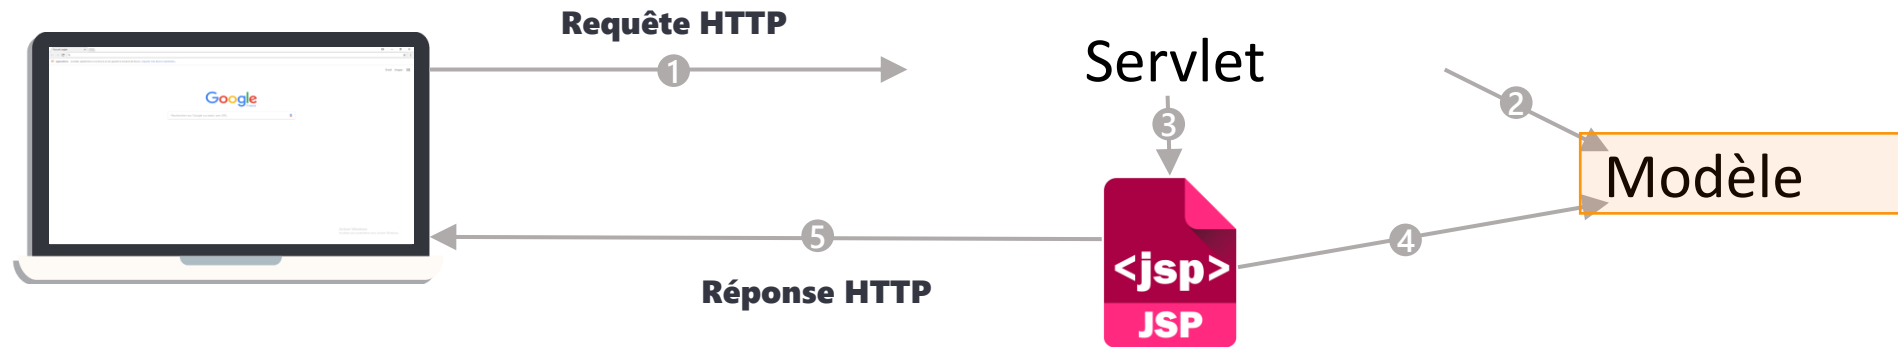 Requête HTTP
1
Servlet
2
Google
3
Modèle
5
4
<jsp>
Réponse HTTP
JSP